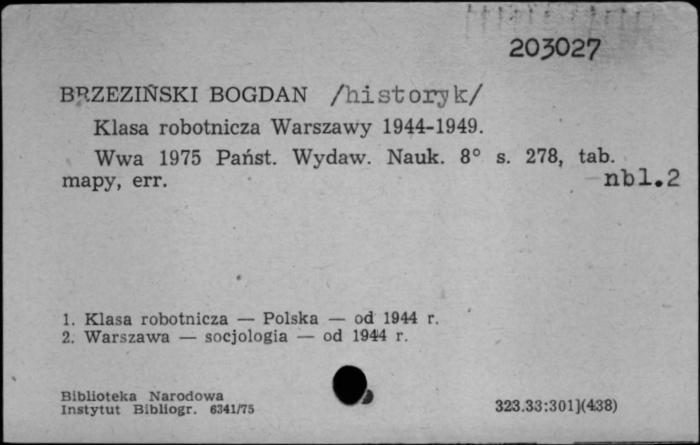 203027
BRZEZIŃSKI BOGDAN /historyk/
Klasa robotnicza Warszawy 1944-1949.
Wwa 1975 Państ. Wydaw. Nauk. 8° s. 278, tab.
mapy, err. nbl.2
1. Klasa robotnicza — Polska — od 1944 r.
2. Warszawa — socjologia — od 1944 r.
Biblioteka Narodowa
Instytut Bibliogr. 6341/75 323.33:301](438)